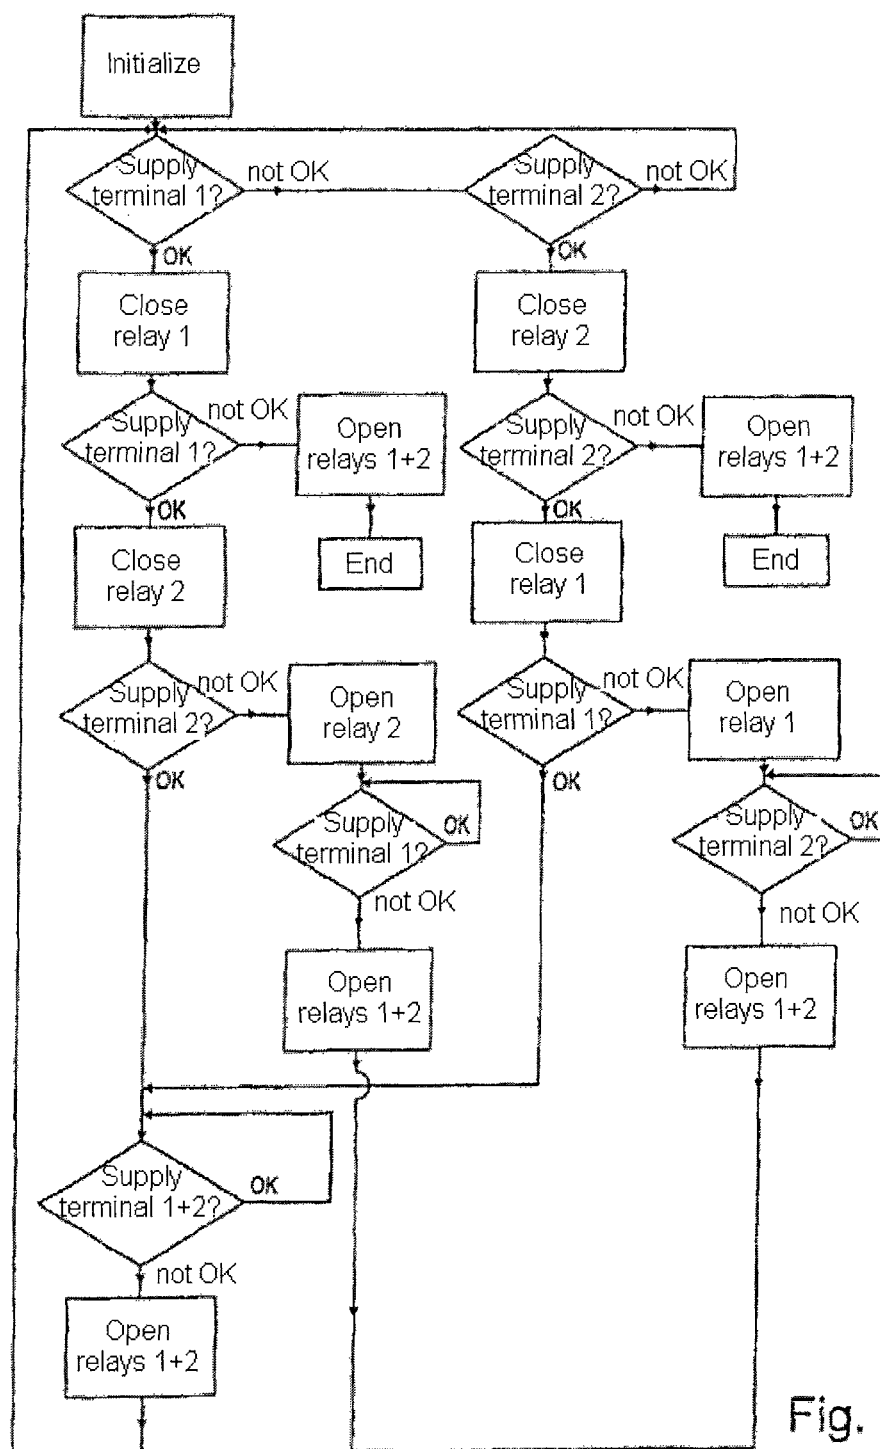 Initialize
Supply
terminal 1?
not OK
Supply
terminal 2?
not OK
OK
OK
Close
relay 1
Close
relay 2
Supply
terminal 1?
not OK
Open
relays 1+2
Supply
terminal 2?
not OK
Open
relays 1+2
OK
OK
Close
relay 2
End
Close
relay 1
End
Supply
terminal 2?
not OK
Open
relay 2
Supply
terminal 1?
not OK
Open
relay 1
OK
OK
Supply
terminal 1?
OK
Supply
terminal 2?
OK
not OK
not OK
Open
relays 1+2
Open
relays 1+2
Supply
terminal 1+2?
OK
not OK
Open
relays 1+2
Fig.